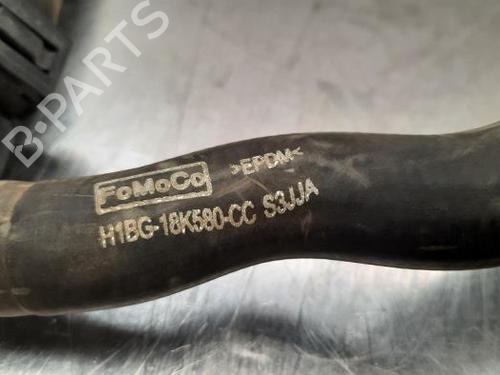 B-PARTS
FoMoCo
>EPDM<
H1BG-18K580-CC S3JJA